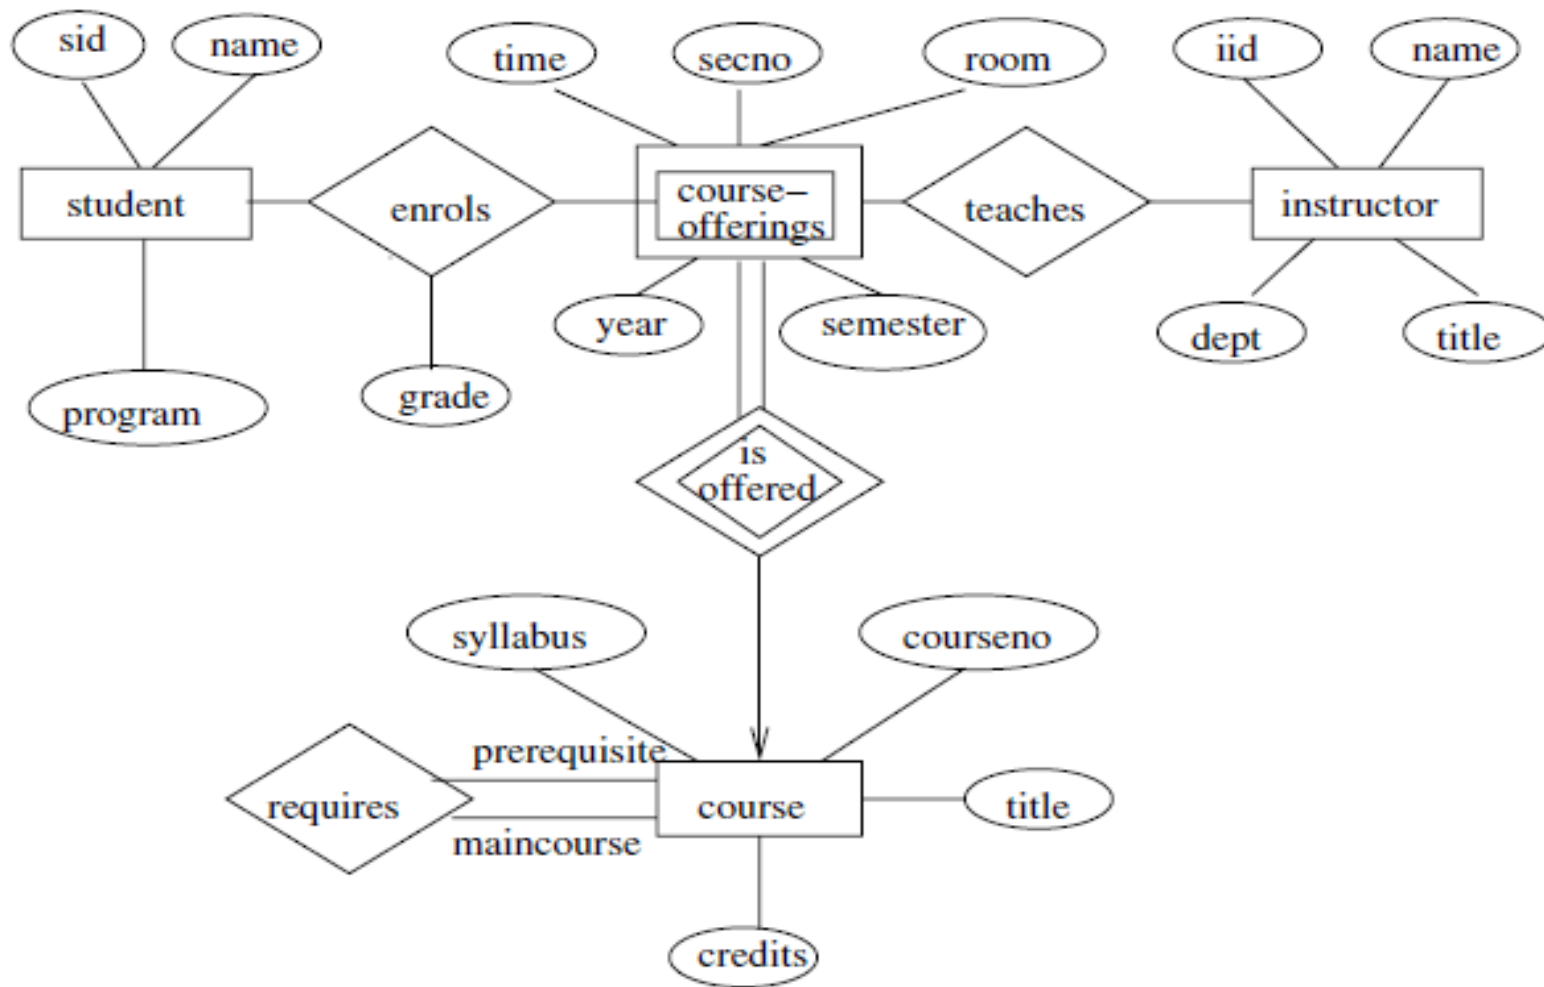 sid
name
time
secno
room
iid
name
student
enrols
course–
offerings
teaches
instructor
year
semester
dept
title
program
grade
is
offered
syllabus
courseno
prerequisite
requires
course
title
maincourse
credits